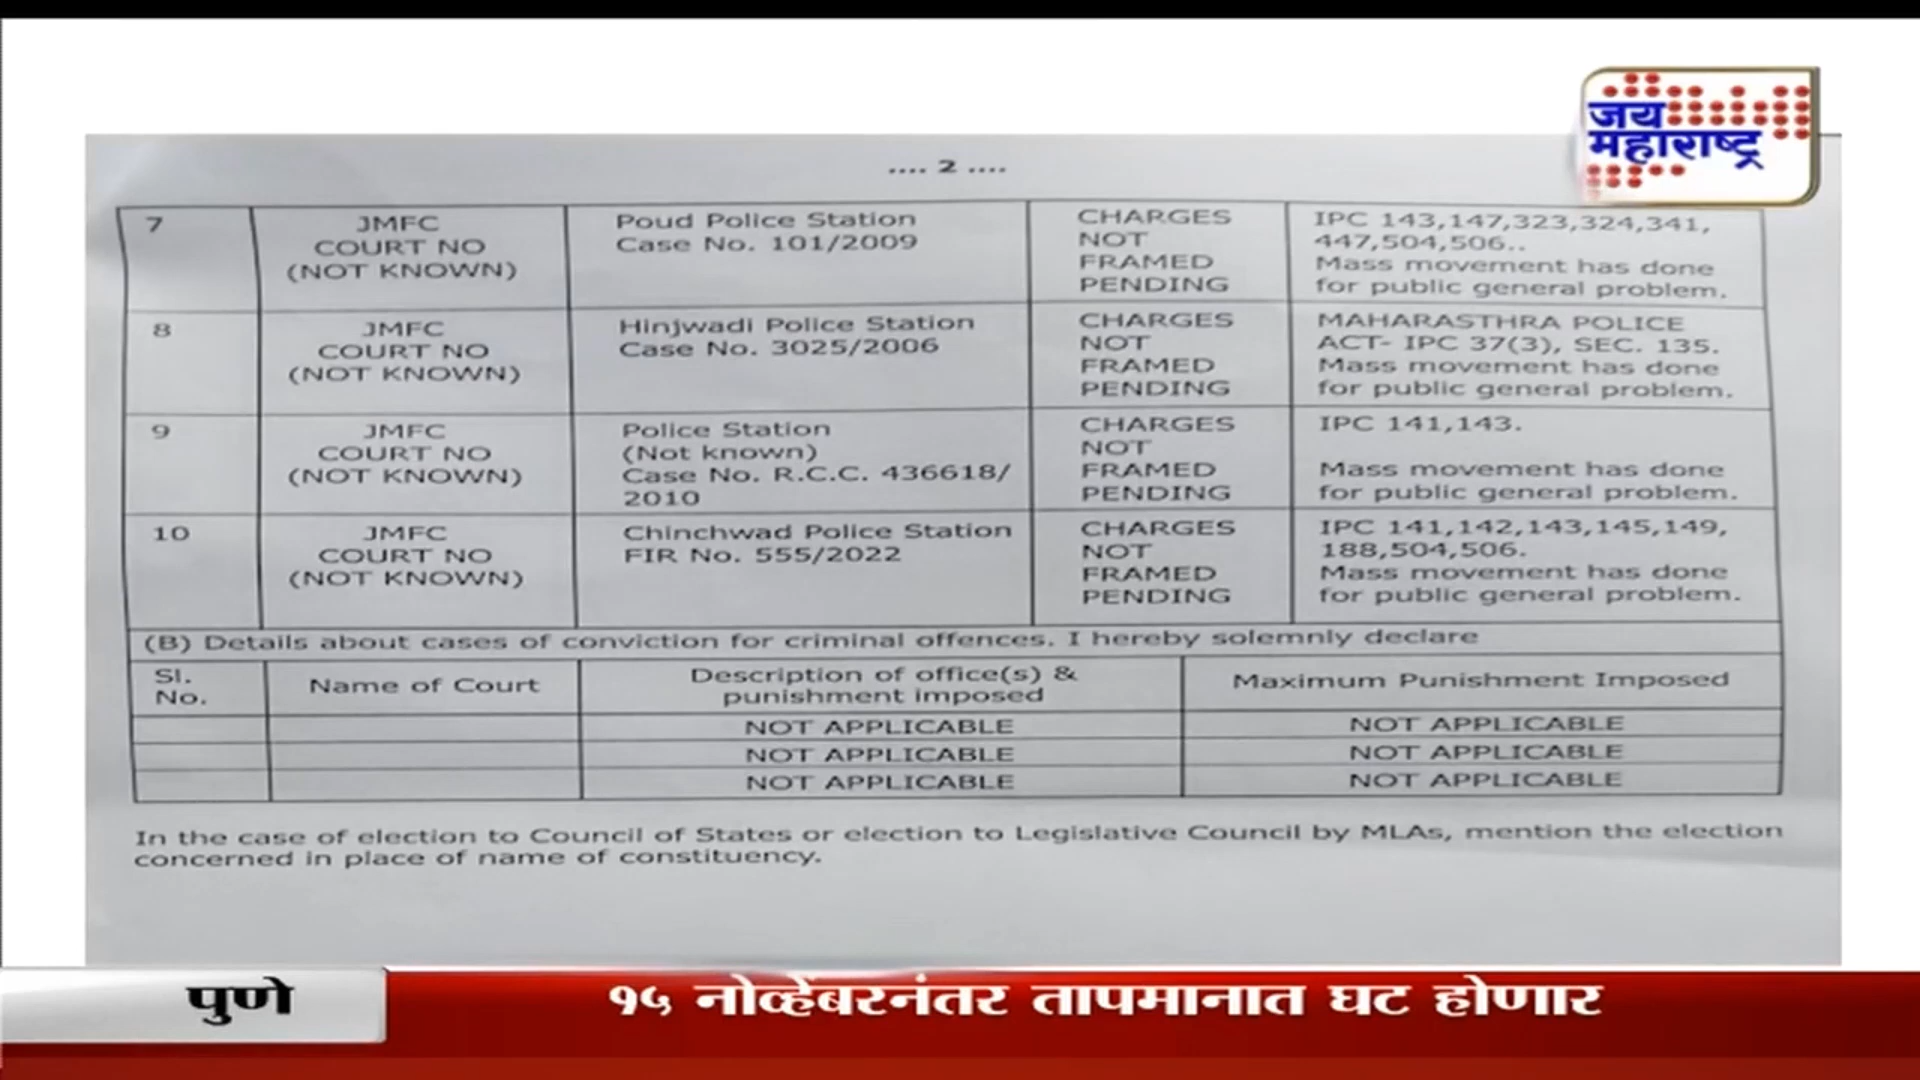 जय
महाराष्ट्र
.... 2 ....
7
JMFC
COURT NO
(NOT KNOWN)
Poud Police Station
Case No. 101/2009
CHARGES
NOT
FRAMED
PENDING
IPC 143,147,323,324,341,
447,504,506..
Mass movement has done
for public general problem.
8
JMFC
COURT NO
(NOT KNOWN)
Hinjwadi Police Station
Case No. 3025/2006
CHARGES
NOT
FRAMED
PENDING
MAHARASTHRA POLICE
ACT- IPC 37(3), SEC. 135.
Mass movement has done
for public general problem.
9
JMFC
COURT NO
(NOT KNOWN)
Police Station
(Not known)
Case No. R.C.C. 436618/
2010
CHARGES
NOT
FRAMED
PENDING
IPC 141,143.
Mass movement has done
for public general problem.
10
JMFC
COURT NO
(NOT KNOWN)
Chinchwad Police Station
FIR No. 555/2022
CHARGES
NOT
FRAMED
PENDING
IPC 141,142,143,145,149,
188,504,506.
Mass movement has done
for public general problem.
(B) Details about cases of conviction for criminal offences. I hereby solemnly declare
Sl.
No.
Name of Court
Description of office(s) &
punishment imposed
Maximum Punishment Imposed
NOT APPLICABLE NOT APPLICABLE
NOT APPLICABLE NOT APPLICABLE
NOT APPLICABLE NOT APPLICABLE
In the case of election to Council of States or election to Legislative Council by MLAs, mention the election
concerned in place of name of constituency.
पुणे
१५ नोव्हेंबरनंतर तापमानात घट होणार